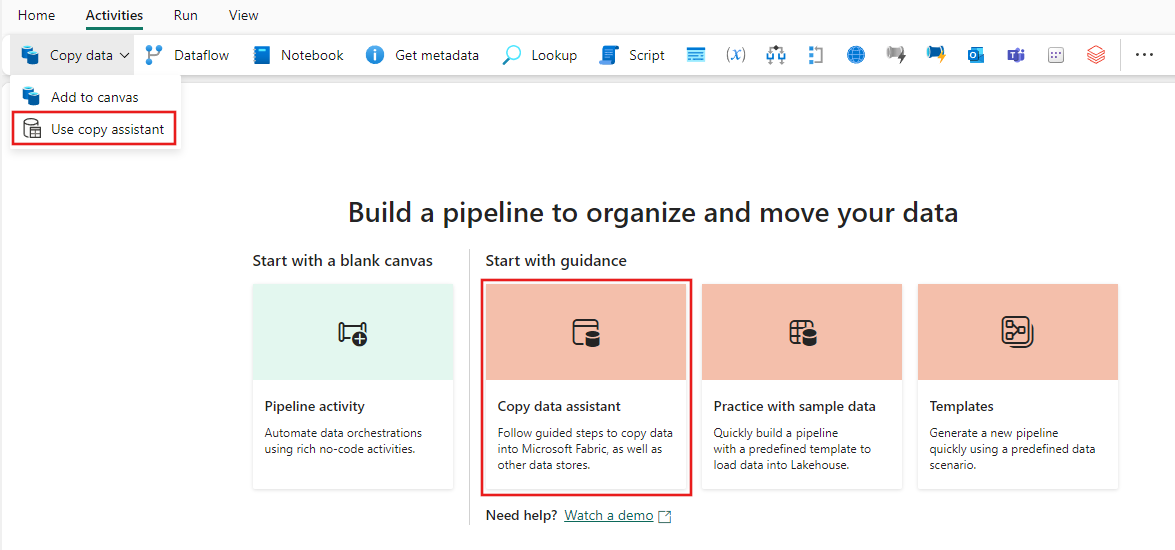 Home Activities Run View
Copy data Dataflow Notebook Get metadata Lookup Script (x)
Add to canvas
Use copy assistant
Build a pipeline to organize and move your data
Start with a blank canvas
Start with guidance
Pipeline activity
Automate data orchestrations
using rich no-code activities.
Copy data assistant
Follow guided steps to copy data
into Microsoft Fabric, as well as
other data stores.
Practice with sample data
Quickly build a pipeline
with a predefined template to
load data into Lakehouse.
Templates
Generate a new pipeline
quickly using a predefined data
scenario.
Need help? Watch a demo